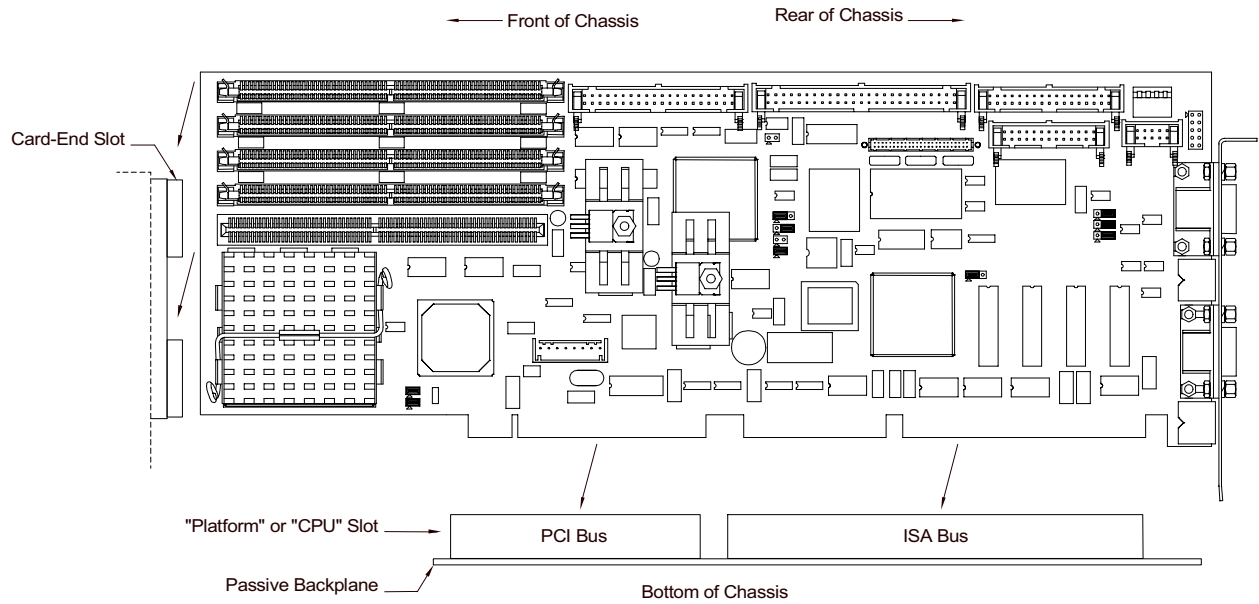 Front of Chassis
Rear of Chassis
Card-End Slot
"Platform" or "CPU" Slot
PCI Bus
ISA Bus
Passive Backplane
Bottom of Chassis